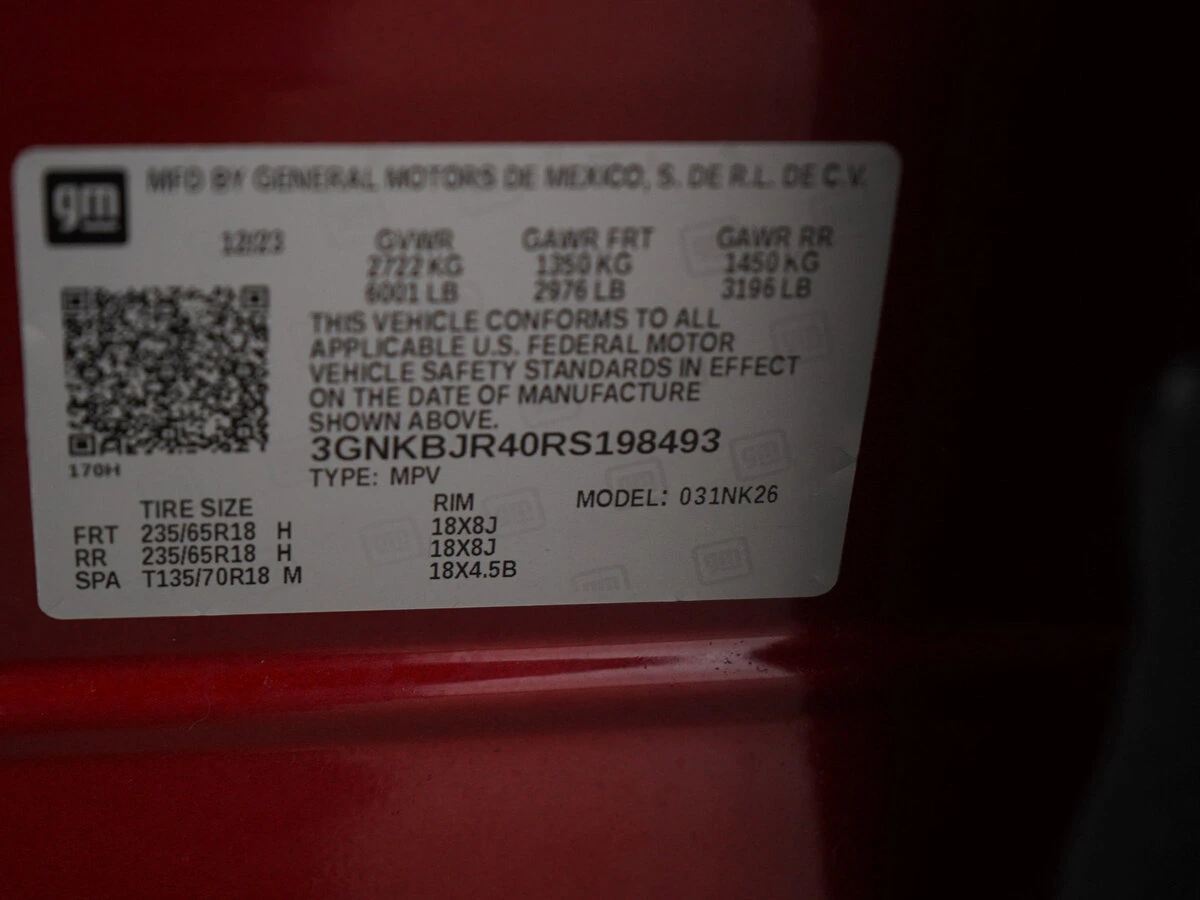 gm MFD BY GENERAL MOTORS DE MEXICO, S. DE R.L. DE C.V.
12/23 GVWR GAWR FRT GAWR RR
2722 KG 1350 KG 1450 KG
6001 LB 2976 LB 3196 LB
THIS VEHICLE CONFORMS TO ALL
APPLICABLE U.S. FEDERAL MOTOR
VEHICLE SAFETY STANDARDS IN EFFECT
ON THE DATE OF MANUFACTURE
SHOWN ABOVE.
3GNKBJR40RS198493
170H
TYPE: MPV
TIRE SIZE RIM MODEL: 031NK26
FRT 235/65R18 H 18X8J
RR 235/65R18 H 18X8J
SPA T135/70R18 M 18X4.5B